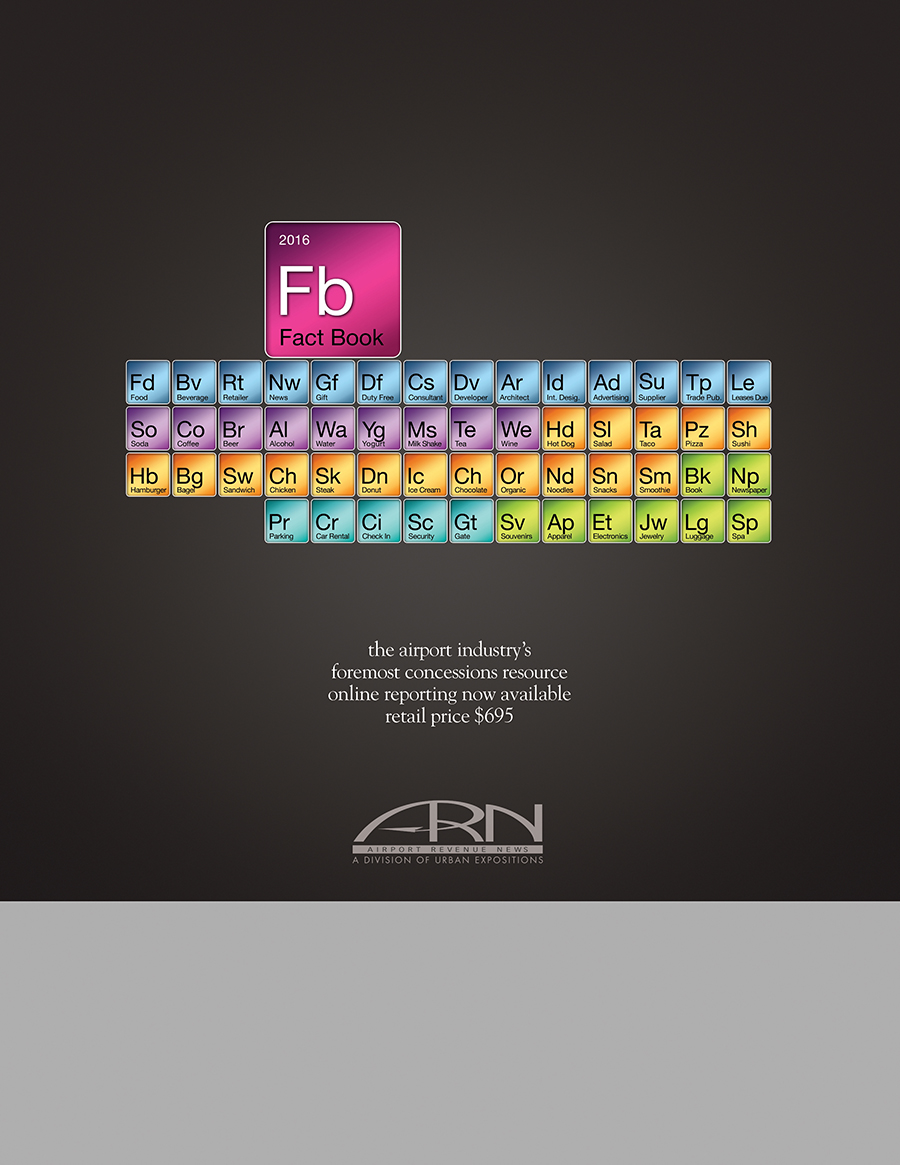 2016
Fb
Fact Book
Fd Bv Rt Nw Gf Df Cs Dv Ar Id Ad Su Tp Le
Food Beverage Retailer News Gift Duty Free Consultant Developer Architect Int. Desig. Advertising Supplier Trade Pub. Leases Due
So Co Br Al Wa Yg Ms Te We Hd Sl Ta Pz Sh
Soda Coffee Beer Alcohol Water Yogurt Milk Shake Tea Wine Hot Dog Salad Taco Pizza Sushi
Hb Bg Sw Ch Sk Dn Ic Ch Or Nd Sn Sm Bk Np
Hamburger Bagel Sandwich Chicken Steak Donut Ice Cream Chocolate Organic Noodles Snacks Smoothie Book Newspaper
Pr Cr Ci Sc Gt Sv Ap Et Jw Lg Sp
Parking Car Rental Check In Security Gate Souvenirs Apparel Electronics Jewelry Luggage Spa
the airport industry's
foremost concessions resource
online reporting now available
retail price $695
ARN
AIRPORT REVENUE NEWS
A DIVISION OF URBAN EXPOSITIONS